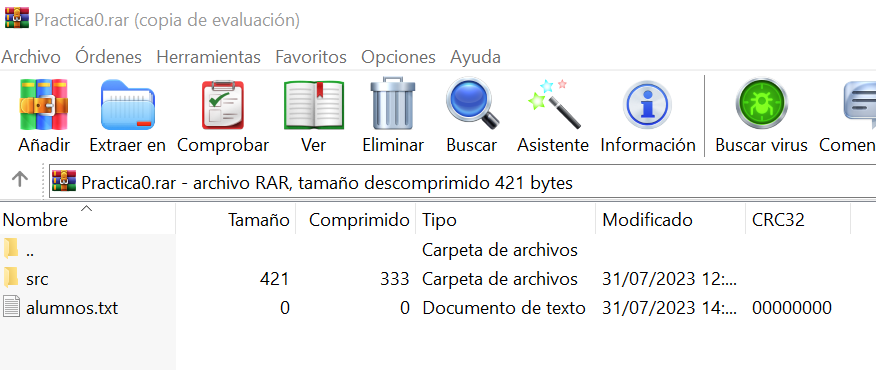 Practica0.rar (copia de evaluación)
Archivo Órdenes Herramientas Favoritos Opciones Ayuda
Añadir Extraer en Comprobar Ver Eliminar Buscar Asistente Información Buscar virus Comen
Practica0.rar - archivo RAR, tamaño descomprimido 421 bytes
Nombre Tamaño Comprimido Tipo Modificado CRC32
.. Carpeta de archivos
src 421 333 Carpeta de archivos 31/07/2023 12:...
alumnos.txt 0 0 Documento de texto 31/07/2023 14:... 00000000